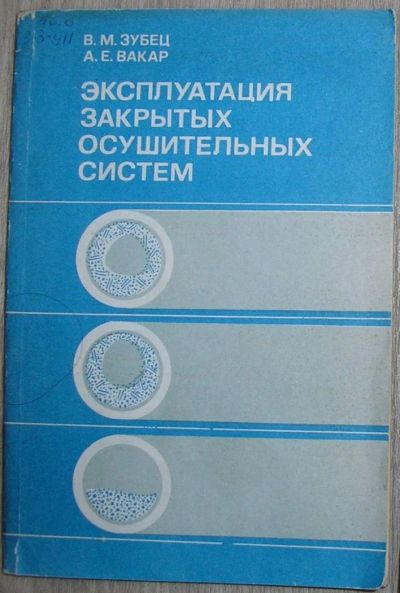 В. М. ЗУБЕЦ
А. Е. ВАКАР
ЭКСПЛУАТАЦИЯ
ЗАКРЫТЫХ
ОСУШИТЕЛЬНЫХ
СИСТЕМ